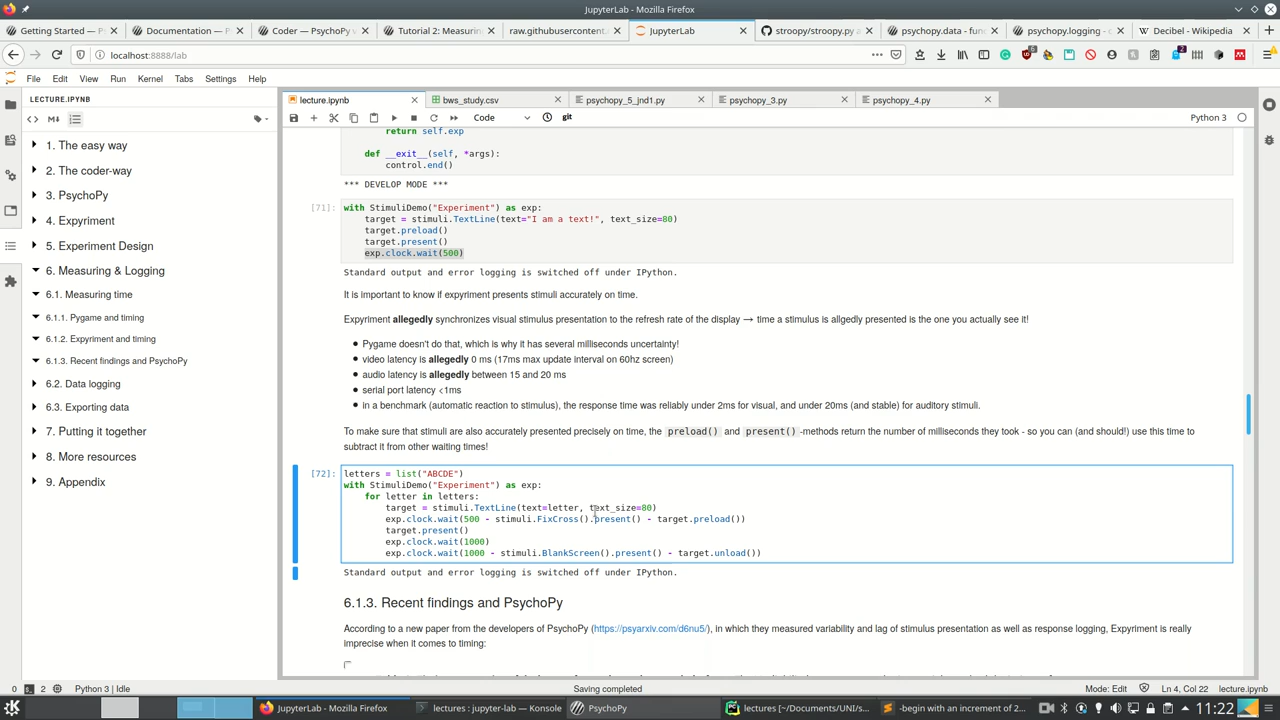 JupyterLab - Mozilla Firefox
Getting Started — Ps
Documentation — Ps
Coder — PsychoPy v
Tutorial 2: Measurin
raw.githubusercontent.
JupyterLab
stroopy/stroopy.py a
psychopy.data - func
psychopy.logging - c
Decibel - Wikipedia
localhost:8888/lab
File Edit View Run Kernel Tabs Settings Help
LECTURE.IPYNB
lecture.ipynb
bws_study.csv
psychopy_5_jnd1.py
psychopy_3.py
psychopy_4.py
Code
git
Python 3
1. The easy way
2. The coder-way
3. PsychoPy
4. Expyriment
5. Experiment Design
6. Measuring & Logging
6.1. Measuring time
6.1.1. Pygame and timing
6.1.2. Expyriment and timing
6.1.3. Recent findings and PsychoPy
6.2. Data logging
6.3. Exporting data
7. Putting it together
8. More resources
9. Appendix
return self.exp
def __exit__(self, *args):
control.end()
*** DEVELOP MODE ***
[71]:
with StimuliDemo("Experiment") as exp:
target = stimuli.TextLine(text="I am a text!", text_size=80)
target.preload()
target.present()
exp.clock.wait(500)
Standard output and error logging is switched off under IPython.
It is important to know if expyriment presents stimuli accurately on time.
Expyriment allegedly synchronizes visual stimulus presentation to the refresh rate of the display → time a stimulus is allgedly presented is the one you actually see it!
Pygame doesn't do that, which is why it has several milliseconds uncertainty!
video latency is allegedly 0 ms (17ms max update interval on 60hz screen)
audio latency is allegedly between 15 and 20 ms
serial port latency <1ms
in a benchmark (automatic reaction to stimulus), the response time was reliably under 2ms for visual, and under 20ms (and stable) for auditory stimuli.
To make sure that stimuli are also accurately presented precisely on time, the preload() and present()-methods return the number of milliseconds they took - so you can (and should!) use this time to
subtract it from other waiting times!
[72]:
letters = list("ABCDE")
with StimuliDemo("Experiment") as exp:
for letter in letters:
target = stimuli.TextLine(text=letter, text_size=80)
exp.clock.wait(500 - stimuli.FixCross().present() - target.preload())
target.present()
exp.clock.wait(1000)
exp.clock.wait(1000 - stimuli.BlankScreen().present() - target.unload())
Standard output and error logging is switched off under IPython.
6.1.3. Recent findings and PsychoPy
According to a new paper from the developers of PsychoPy (https://psyarxiv.com/d6nu5/), in which they measured variability and lag of stimulus presentation as well as response logging, Expyriment is really
imprecise when it comes to timing:
0 2 Python 3 | Idle
Saving completed
Mode: Edit
Ln 4, Col 22 lecture.ipynb
JupyterLab - Mozilla Firefox
lectures : jupyter-lab — Konsole
PsychoPy
lectures [~/Documents/UNI/s
-begin with an increment of 2
11:22